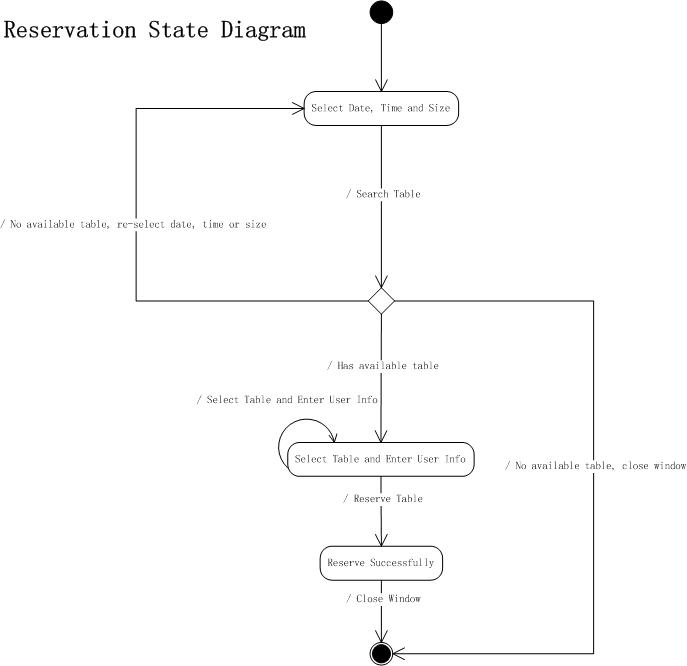 Reservation State Diagram
Select Date, Time and Size
/ Search Table
/ No available table, re-select date, time or size
/ Has available table
/ Select Table and Enter User Info
Select Table and Enter User Info
/ No available table, close window
/ Reserve Table
Reserve Successfully
/ Close Window